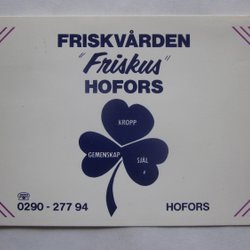 FRISKVÅRDEN
"Friskus"
HOFORS
KROPP
GEMENSKAP
SJÄL
0290-277 94
HOFORS